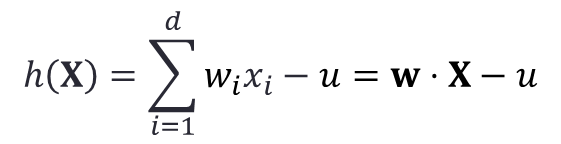 h(𝐗) = ∑_{i=1}^{d} w_i x_i − u = 𝐰 · 𝐗 − u